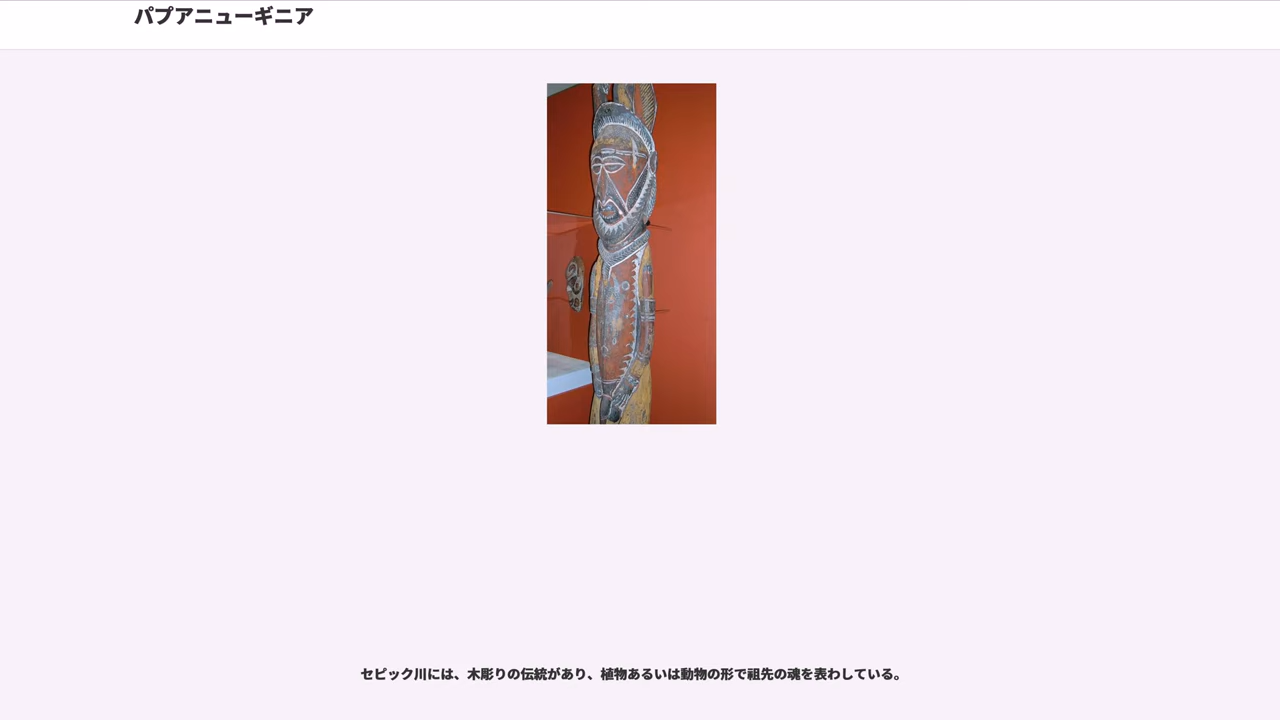 パプアニューギニア
セピック川には、木彫りの伝統があり、植物あるいは動物の形で祖先の魂を表わしている。